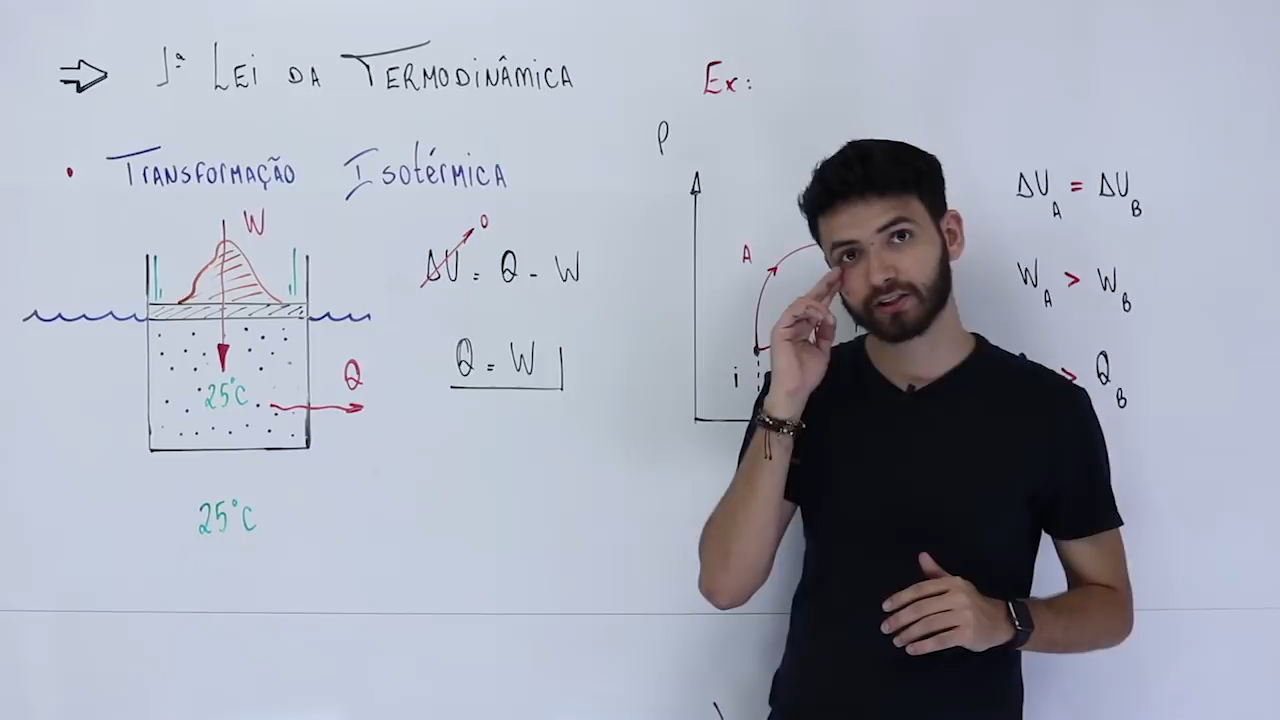 ⇒ 1ª LEI DA TERMODINÂMICA
• TRANSFORMAÇÃO ISOTÉRMICA
W
25°C
Q
25°C
ΔU = Q - W
0
Q = W
Ex:
P
A
i
ΔU_A = ΔU_B
W_A > W_B
> Q_B